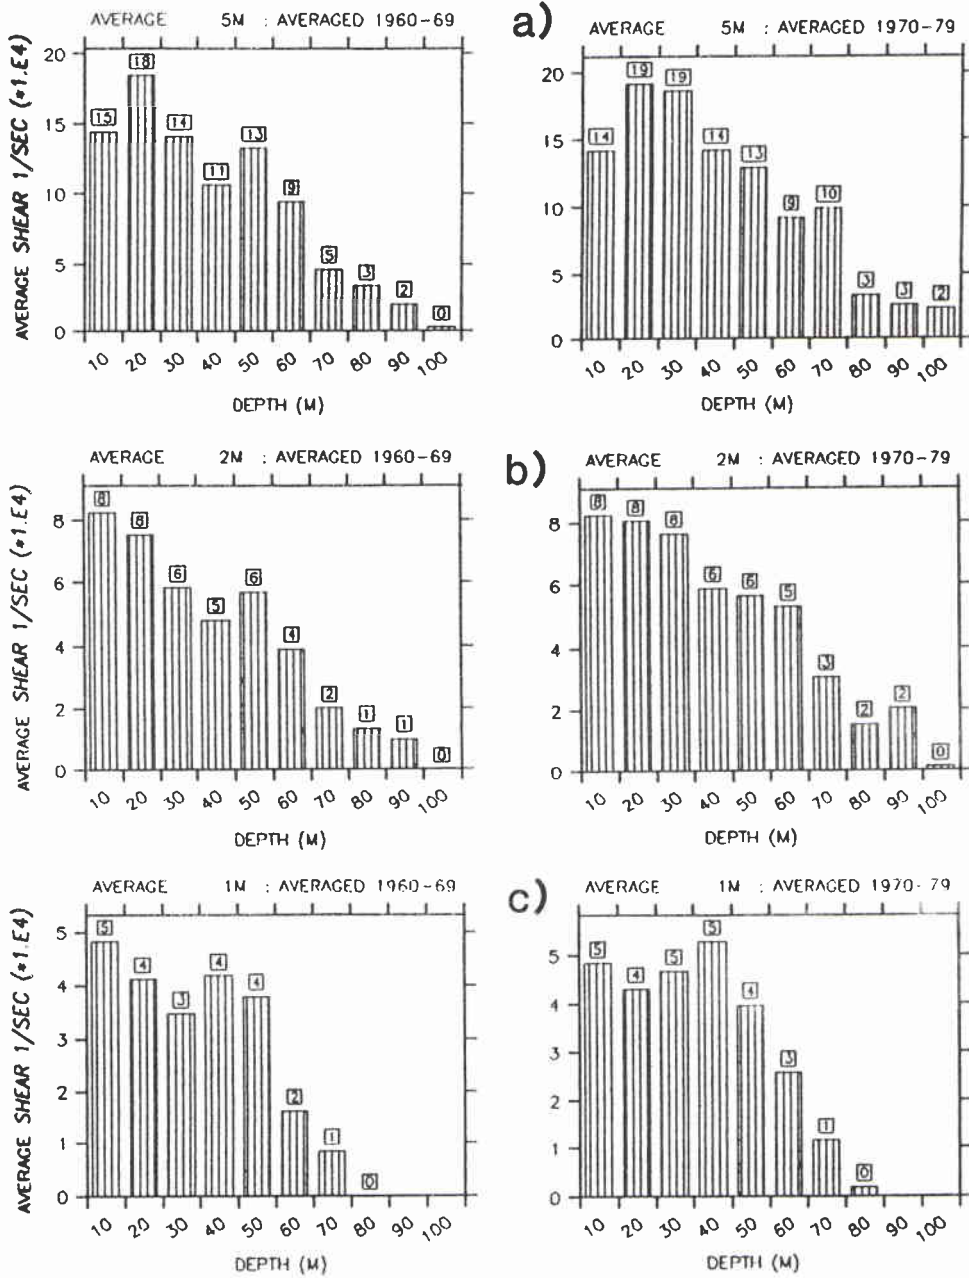 AVERAGE 5M : AVERAGED 1960-69
AVERAGE SHEAR 1/SEC (*1.E4)
20
15
10
5
0
15 18 14 11 13 9 5 3 2 0
10 20 30 40 50 60 70 80 90 100
DEPTH (M)
a)
AVERAGE 5M : AVERAGED 1970-79
20
15
10
5
0
14 19 19 14 13 9 10 3 3 2
10 20 30 40 50 60 70 80 90 100
DEPTH (M)
AVERAGE 2M : AVERAGED 1960-69
AVERAGE SHEAR 1/SEC (*1.E4)
8
6
4
2
0
8 8 6 5 6 4 2 1 1 0
10 20 30 40 50 60 70 80 90 100
DEPTH (M)
b)
AVERAGE 2M : AVERAGED 1970-79
8
6
4
2
0
8 8 8 6 6 5 3 2 2 0
10 20 30 40 50 60 70 80 90 100
DEPTH (M)
AVERAGE 1M : AVERAGED 1960-69
AVERAGE SHEAR 1/SEC (*1.E4)
5
4
3
2
1
0
5 4 3 4 4 2 1 0
10 20 30 40 50 60 70 80 90 100
DEPTH (M)
c)
AVERAGE 1M : AVERAGED 1970-79
5
4
3
2
1
0
5 4 5 5 4 3 1 0
10 20 30 40 50 60 70 80 90 100
DEPTH (M)